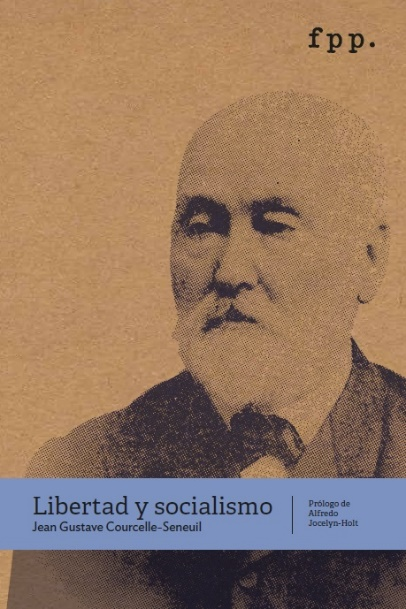 fpp.
Libertad y socialismo
Jean Gustave Courcelle-Seneuil
Prólogo de
Alfredo
Jocelyn-Holt